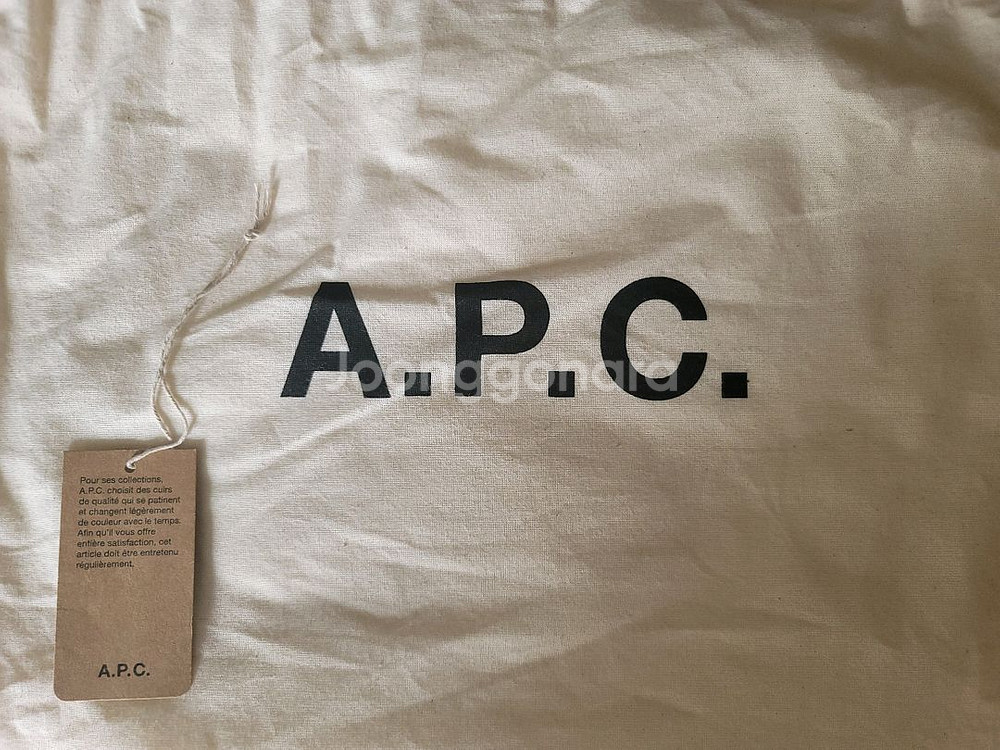 A.P.C.
Joonggonara
Pour ses collections,
A.P.C. choisit des cuirs
de qualité qui se patinent
et changent légèrement
de couleur avec le temps.
Afin qu'il vous offre
entière satisfaction, cet
article doit être entretenu
régulièrement.
A.P.C.